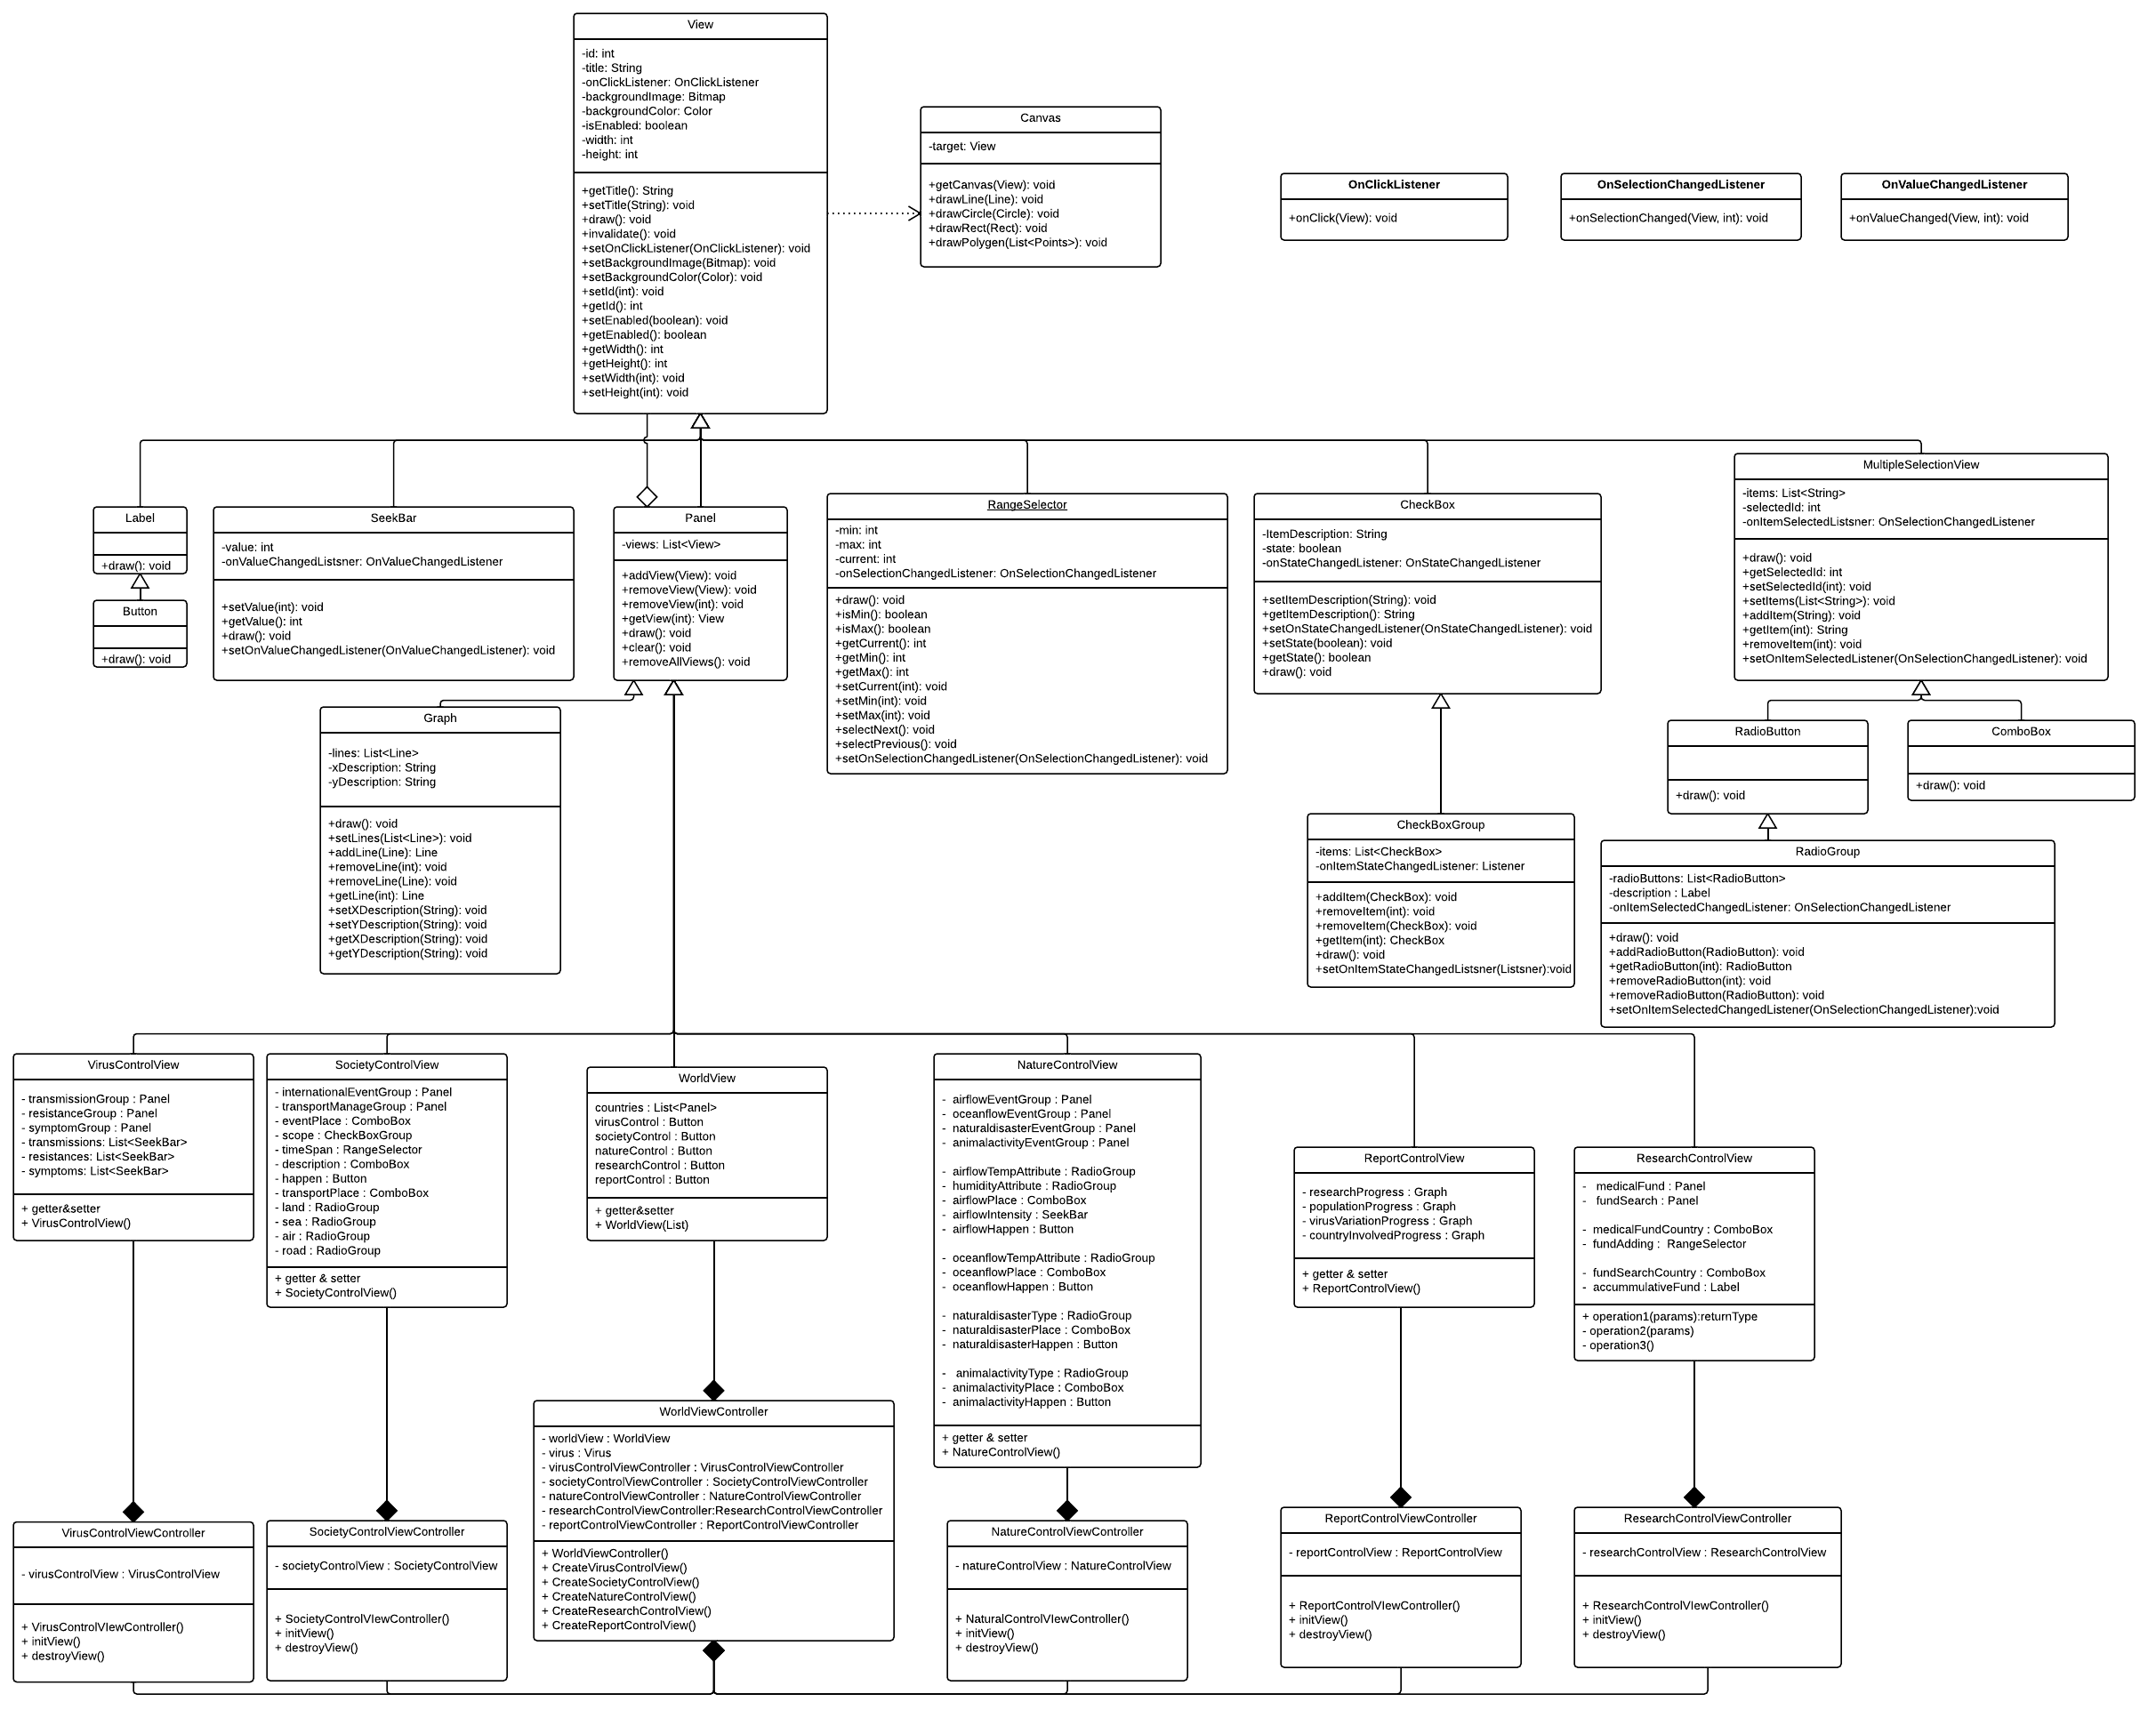 View
-id: int
-title: String
-onClickListener: OnClickListener
-backgroundImage: Bitmap
-backgroundColor: Color
-isEnabled: boolean
-width: int
-height: int
+getTitle(): String
+setTitle(String): void
+draw(): void
+invalidate(): void
+setOnClickListener(OnClickListener): void
+setBackgroundImage(Bitmap): void
+setBackgroundColor(Color): void
+setId(int): void
+getId(): int
+setEnabled(boolean): void
+getEnabled(): boolean
+getWidth(): int
+getHeight(): int
+setWidth(int): void
+setHeight(int): void
Canvas
-target: View
+getCanvas(View): void
+drawLine(Line): void
+drawCircle(Circle): void
+drawRect(Rect): void
+drawPolygen(List<Points>): void
OnClickListener
+onClick(View): void
OnSelectionChangedListener
+onSelectionChanged(View, int): void
OnValueChangedListener
+onValueChanged(View, int): void
Label
+draw(): void
Button
+draw(): void
SeekBar
-value: int
-onValueChangedListsner: OnValueChangedListener
+setValue(int): void
+getValue(): int
+draw(): void
+setOnValueChangedListener(OnValueChangedListener): void
Panel
-views: List<View>
+addView(View): void
+removeView(View): void
+removeView(int): void
+getView(int): View
+draw(): void
+clear(): void
+removeAllViews(): void
RangeSelector
-min: int
-max: int
-current: int
-onSelectionChangedListener: OnSelectionChangedListener
+draw(): void
+isMin(): boolean
+isMax(): boolean
+getCurrent(): int
+getMin(): int
+getMax(): int
+setCurrent(int): void
+setMin(int): void
+setMax(int): void
+selectNext(): void
+selectPrevious(): void
+setOnSelectionChangedListener(OnSelectionChangedListener): void
CheckBox
-ItemDescription: String
-state: boolean
-onStateChangedListener: OnStateChangedListener
+setItemDescription(String): void
+getItemDescription(): String
+setOnStateChangedListener(OnStateChangedListener): void
+setState(boolean): void
+getState(): boolean
+draw(): void
MultipleSelectionView
-items: List<String>
-selectedId: int
-onItemSelectedListsner: OnSelectionChangedListener
+draw(): void
+getSelectedId: int
+setSelectedId(int): void
+setItems(List<String>): void
+addItem(String): void
+getItem(int): String
+removeItem(int): void
+setOnItemSelectedListener(OnSelectionChangedListener): void
Graph
-lines: List<Line>
-xDescription: String
-yDescription: String
+draw(): void
+setLines(List<Line>): void
+addLine(Line): Line
+removeLine(int): void
+removeLine(Line): void
+getLine(int): Line
+setXDescription(String): void
+setYDescription(String): void
+getXDescription(String): void
+getYDescription(String): void
CheckBoxGroup
-items: List<CheckBox>
-onItemStateChangedListener: Listener
+addItem(CheckBox): void
+removeItem(int): void
+removeItem(CheckBox): void
+getItem(int): CheckBox
+draw(): void
+setOnItemStateChangedListsner(Listsner):void
RadioButton
+draw(): void
ComboBox
+draw(): void
RadioGroup
-radioButtons: List<RadioButton>
-description : Label
-onItemSelectedChangedListener: OnSelectionChangedListener
+draw(): void
+addRadioButton(RadioButton): void
+getRadioButton(int): RadioButton
+removeRadioButton(int): void
+removeRadioButton(RadioButton): void
+setOnItemSelectedChangedListener(OnSelectionChangedListener):void
VirusControlView
- transmissionGroup : Panel
- resistanceGroup : Panel
- symptomGroup : Panel
- transmissions: List<SeekBar>
- resistances: List<SeekBar>
- symptoms: List<SeekBar>
+ getter&setter
+ VirusControlView()
SocietyControlView
- internationalEventGroup : Panel
- transportManageGroup : Panel
- eventPlace : ComboBox
- scope : CheckBoxGroup
- timeSpan : RangeSelector
- description : ComboBox
- happen : Button
- transportPlace : ComboBox
- land : RadioGroup
- sea : RadioGroup
- air : RadioGroup
- road : RadioGroup
+ getter & setter
+ SocietyControlView()
WorldView
countries : List<Panel>
virusControl : Button
societyControl : Button
natureControl : Button
researchControl : Button
reportControl : Button
+ getter&setter
+ WorldView(List)
NatureControlView
- airflowEventGroup : Panel
- oceanflowEventGroup : Panel
- naturaldisasterEventGroup : Panel
- animalactivityEventGroup : Panel
- airflowTempAttribute : RadioGroup
- humidityAttribute : RadioGroup
- airflowPlace : ComboBox
- airflowIntensity : SeekBar
- airflowHappen : Button
- oceanflowTempAttribute : RadioGroup
- oceanflowPlace : ComboBox
- oceanflowHappen : Button
- naturaldisasterType : RadioGroup
- naturaldisasterPlace : ComboBox
- naturaldisasterHappen : Button
- animalactivityType : RadioGroup
- animalactivityPlace : ComboBox
- animalactivityHappen : Button
+ getter & setter
+ NatureControlView()
ReportControlView
- researchProgress : Graph
- populationProgress : Graph
- virusVariationProgress : Graph
- countryInvolvedProgress : Graph
+ getter & setter
+ ReportControlView()
ResearchControlView
- medicalFund : Panel
- fundSearch : Panel
- medicalFundCountry : ComboBox
- fundAdding : RangeSelector
- fundSearchCountry : ComboBox
- accummulativeFund : Label
+ operation1(params):returnType
- operation2(params)
- operation3()
VirusControlViewController
- virusControlView : VirusControlView
+ VirusControlVIewController()
+ initView()
+ destroyView()
SocietyControlViewController
- societyControlView : SocietyControlView
+ SocietyControlVIewController()
+ initView()
+ destroyView()
WorldViewController
- worldView : WorldView
- virus : Virus
- virusControlViewController : VirusControlViewController
- societyControlViewController : SocietyControlViewController
- natureControlViewController : NatureControlViewController
- researchControlViewController:ResearchControlViewController
- reportControlViewController : ReportControlViewController
+ WorldViewController()
+ CreateVirusControlView()
+ CreateSocietyControlView()
+ CreateNatureControlView()
+ CreateResearchControlView()
+ CreateReportControlView()
NatureControlViewController
- natureControlView : NatureControlView
+ NaturalControlVIewController()
+ initView()
+ destroyView()
ReportControlViewController
- reportControlView : ReportControlView
+ ReportControlVIewController()
+ initView()
+ destroyView()
ResearchControlViewController
- researchControlView : ResearchControlView
+ ResearchControlVIewController()
+ initView()
+ destroyView()